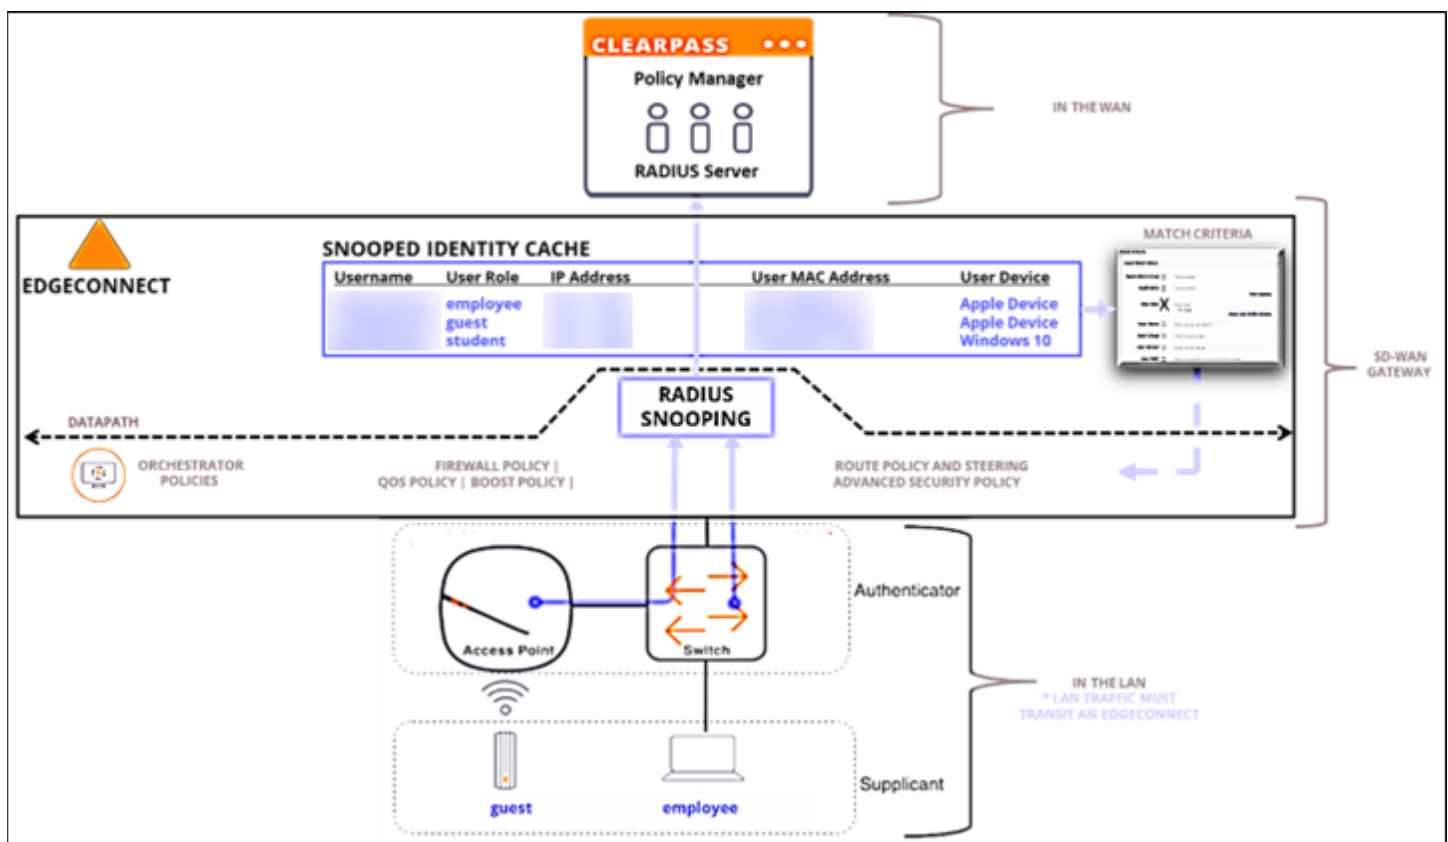 CLEARPASS
Policy Manager
RADIUS Server
IN THE WAN
EDGECONNECT
SNOOPED IDENTITY CACHE
Username User Role IP Address User MAC Address User Device
employee Apple Device
guest Apple Device
student Windows 10
MATCH CRITERIA
SD-WAN
GATEWAY
RADIUS
SNOOPING
DATAPATH
ORCHESTRATOR
POLICIES
FIREWALL POLICY |
QOS POLICY | BOOST POLICY |
ROUTE POLICY AND STEERING
ADVANCED SECURITY POLICY
Authenticator
Access Point
Switch
IN THE LAN
* LAN TRAFFIC MUST
TRANSIT AN EDGECONNECT
Supplicant
guest
employee